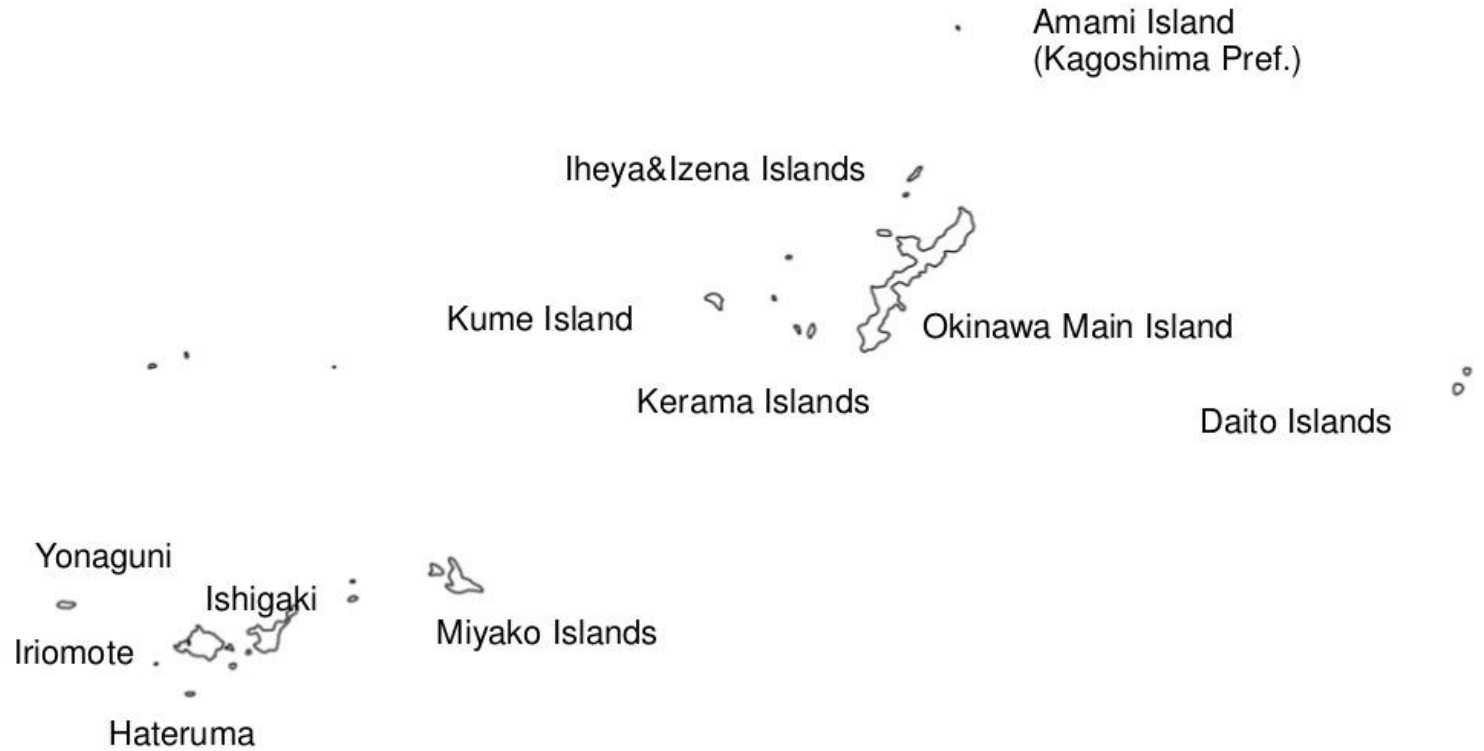 Amami Island
(Kagoshima Pref.)
Iheya&Izena Islands
Kume Island
Okinawa Main Island
Kerama Islands
Daito Islands
Yonaguni
Ishigaki
Miyako Islands
Iriomote
Hateruma